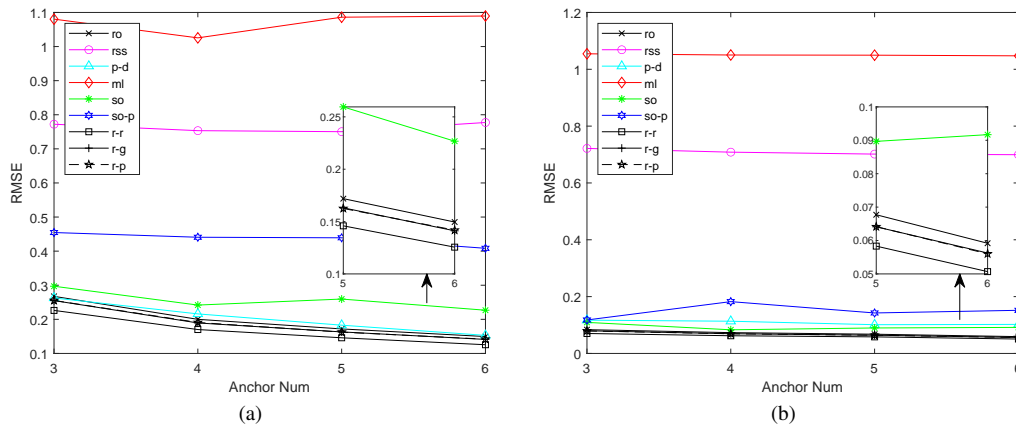 1.1
1
0.9
0.8
0.7
0.6
0.5
0.4
0.3
0.2
0.1
RMSE
ro
rss
p-d
ml
so
so-p
r-r
r-g
r-p
0.25
0.2
0.15
0.1
5 6
3 4 5 6
Anchor Num
(a)
1.2
1
0.8
0.6
0.4
0.2
0
RMSE
ro
rss
p-d
ml
so
so-p
r-r
r-g
r-p
0.1
0.09
0.08
0.07
0.06
0.05
5 6
3 4 5 6
Anchor Num
(b)